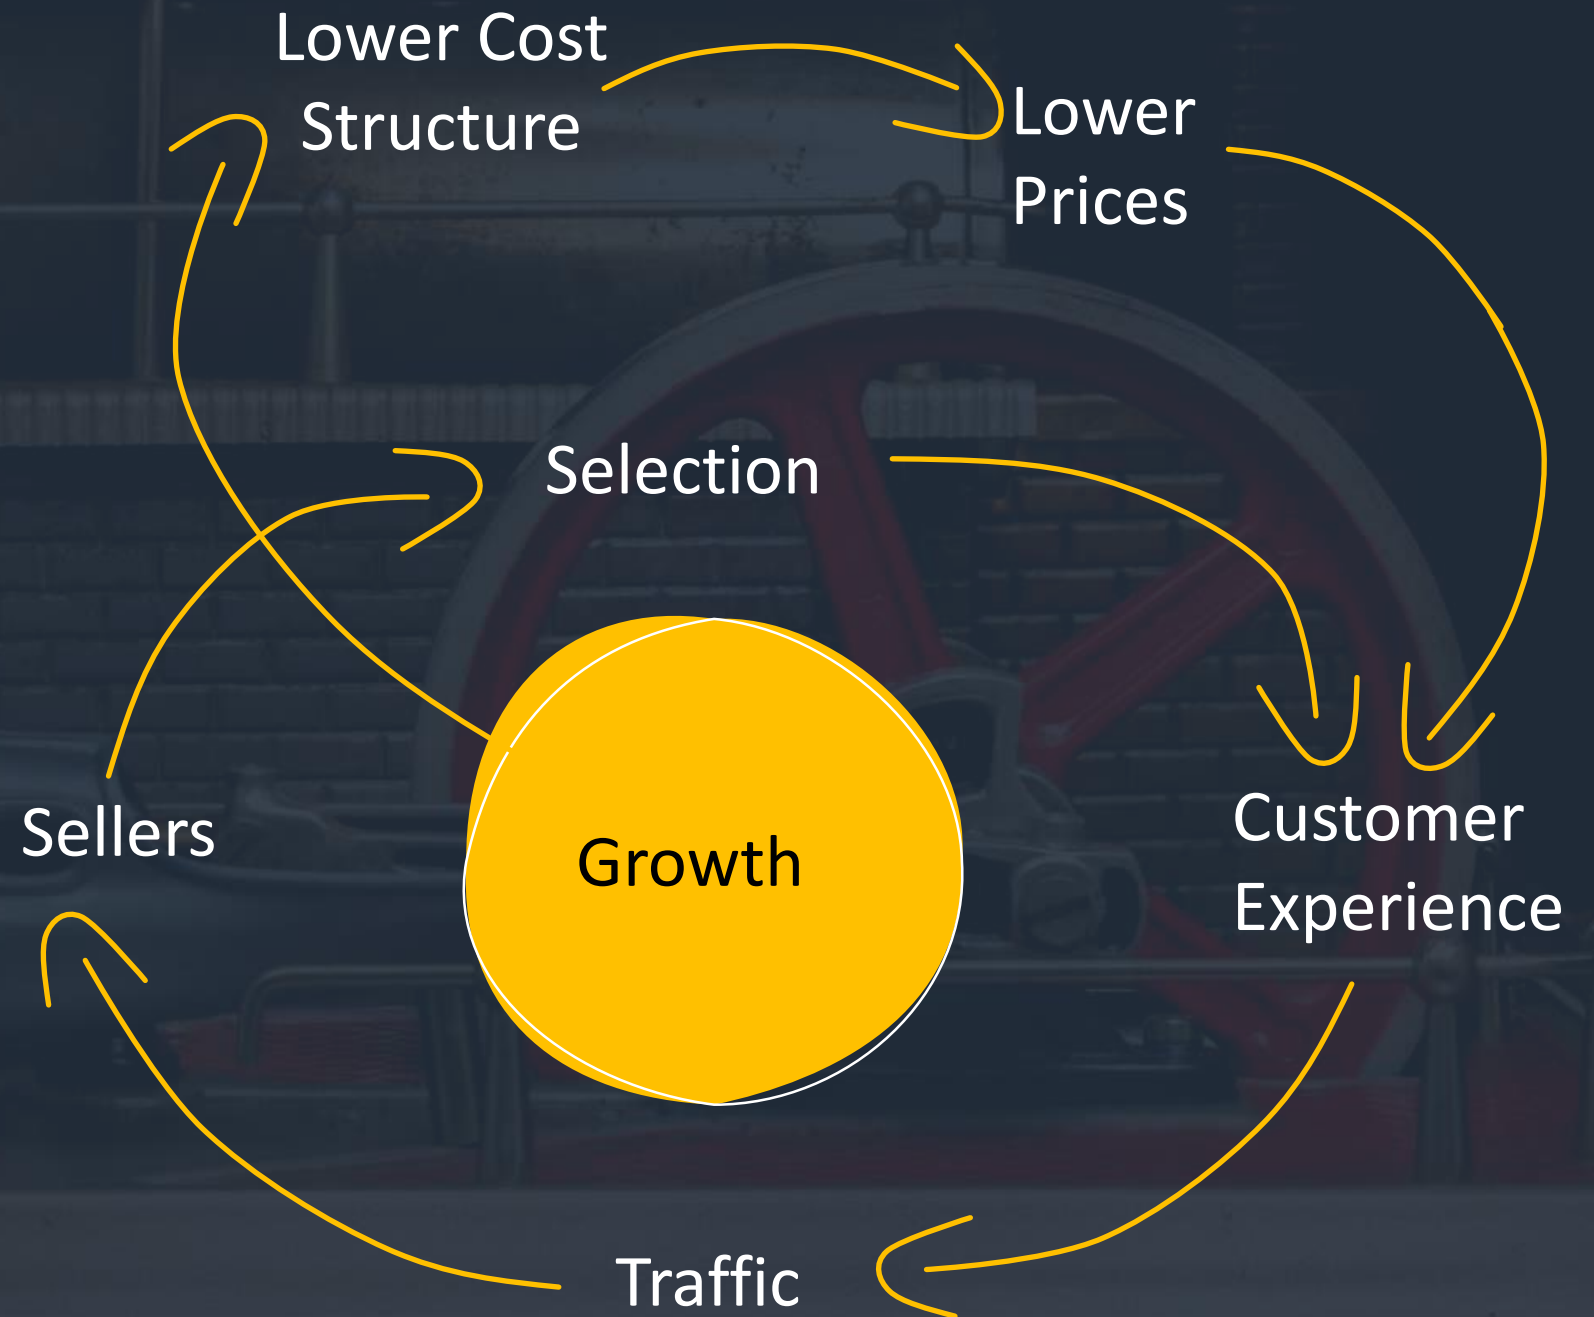 Lower Cost
Structure
Lower
Prices
Selection
Sellers
Growth
Customer
Experience
Traffic